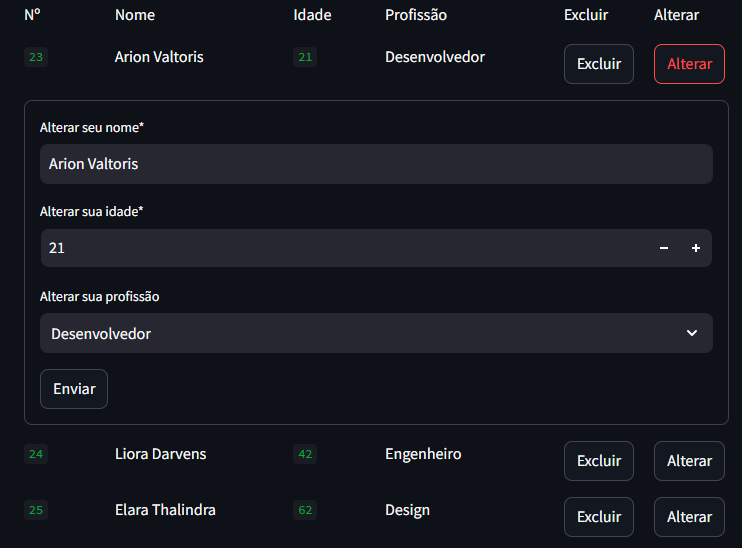 Nº Nome Idade Profissão Excluir Alterar
23 Arion Valtoris 21 Desenvolvedor Excluir Alterar
Alterar seu nome*
Arion Valtoris
Alterar sua idade*
21 − +
Alterar sua profissão
Desenvolvedor
Enviar
24 Liora Darvens 42 Engenheiro Excluir Alterar
25 Elara Thalindra 62 Design Excluir Alterar